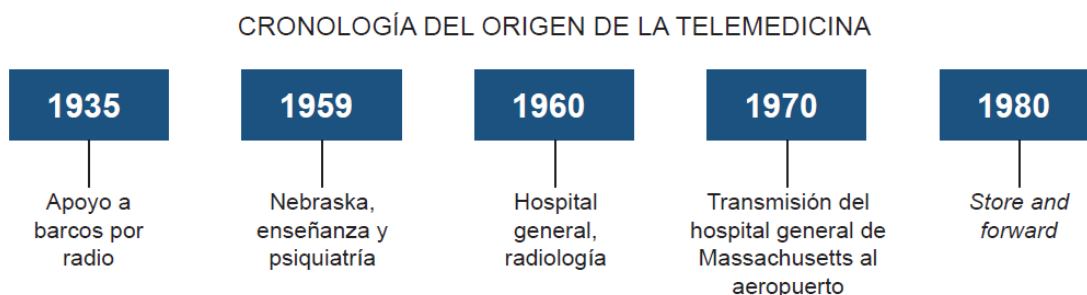 CRONOLOGÍA DEL ORIGEN DE LA TELEMEDICINA
1935
Apoyo a
barcos por
radio
1959
Nebraska,
enseñanza y
psiquiatría
1960
Hospital
general,
radiología
1970
Transmisión del
hospital general de
Massachusetts al
aeropuerto
1980
Store and
forward